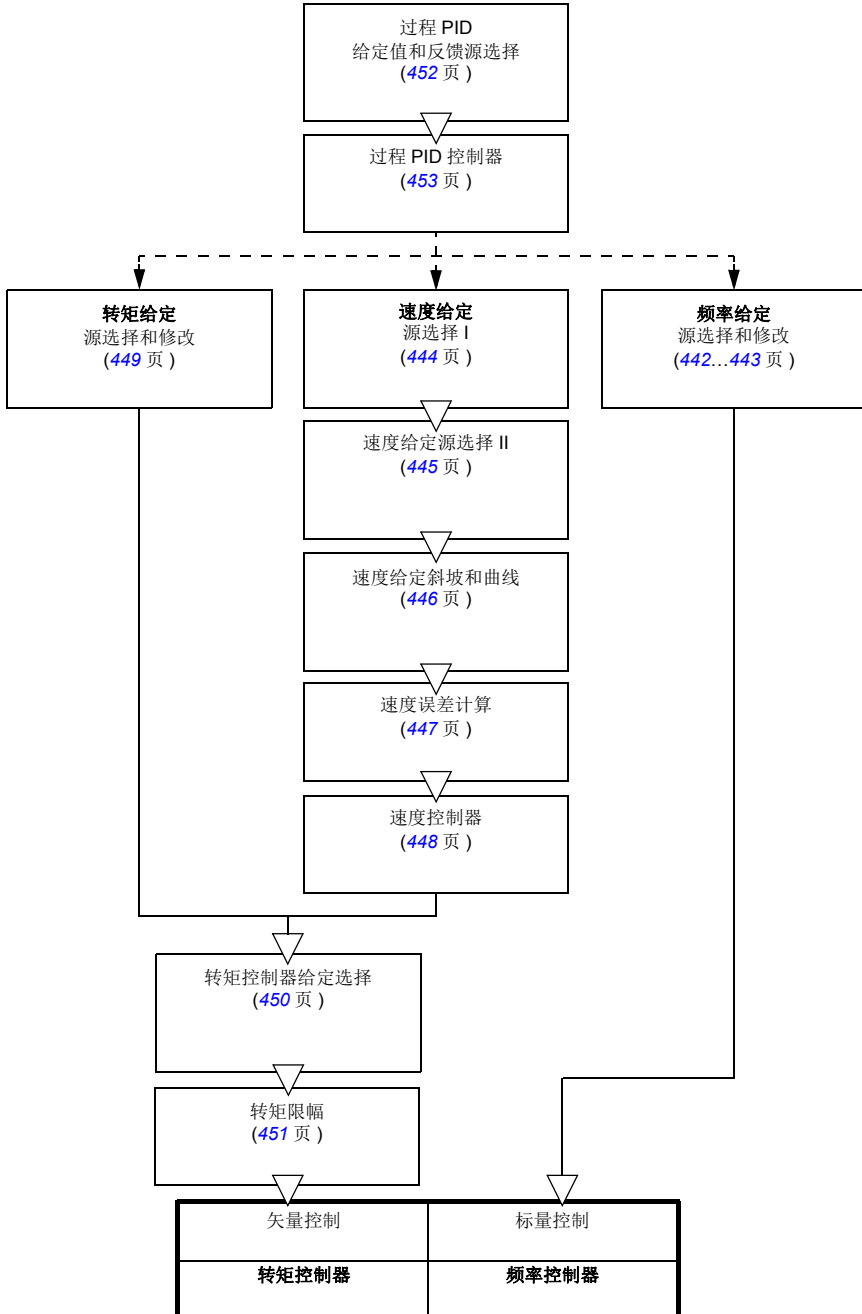 过程 PID
给定值和反馈源选择
(452 页 )
过程 PID 控制器
(453 页 )
转矩给定
源选择和修改
(449 页 )
速度给定
源选择 I
(444 页 )
频率给定
源选择和修改
(442…443 页 )
速度给定源选择 II
(445 页 )
速度给定斜坡和曲线
(446 页 )
速度误差计算
(447 页 )
速度控制器
(448 页 )
转矩控制器给定选择
(450 页 )
转矩限幅
(451 页 )
矢量控制
标量控制
转矩控制器
频率控制器